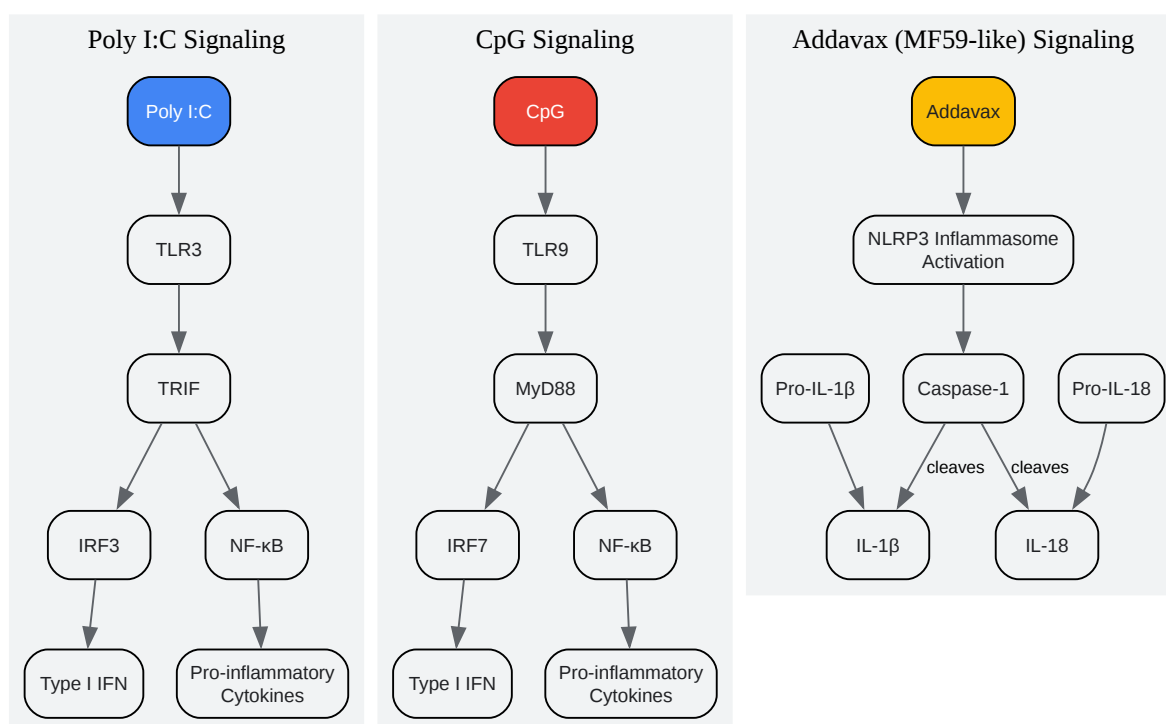 Poly I:C Signaling
Poly I:C
TLR3
TRIF
IRF3
NF-κB
Type I IFN
Pro-inflammatory
Cytokines
CpG Signaling
CpG
TLR9
MyD88
IRF7
NF-κB
Type I IFN
Pro-inflammatory
Cytokines
Addavax (MF59-like) Signaling
Addavax
NLRP3 Inflammasome
Activation
Pro-IL-1β
Caspase-1
Pro-IL-18
cleaves
cleaves
IL-1β
IL-18